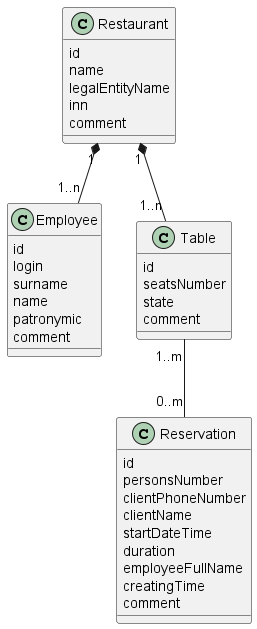 C Restaurant
id
name
legalEntityName
inn
comment
1
1
1..n
1..n
C Employee
id
login
surname
name
patronymic
comment
C Table
id
seatsNumber
state
comment
1..m
0..m
C Reservation
id
personsNumber
clientPhoneNumber
clientName
startDateTime
duration
employeeFullName
creatingTime
comment